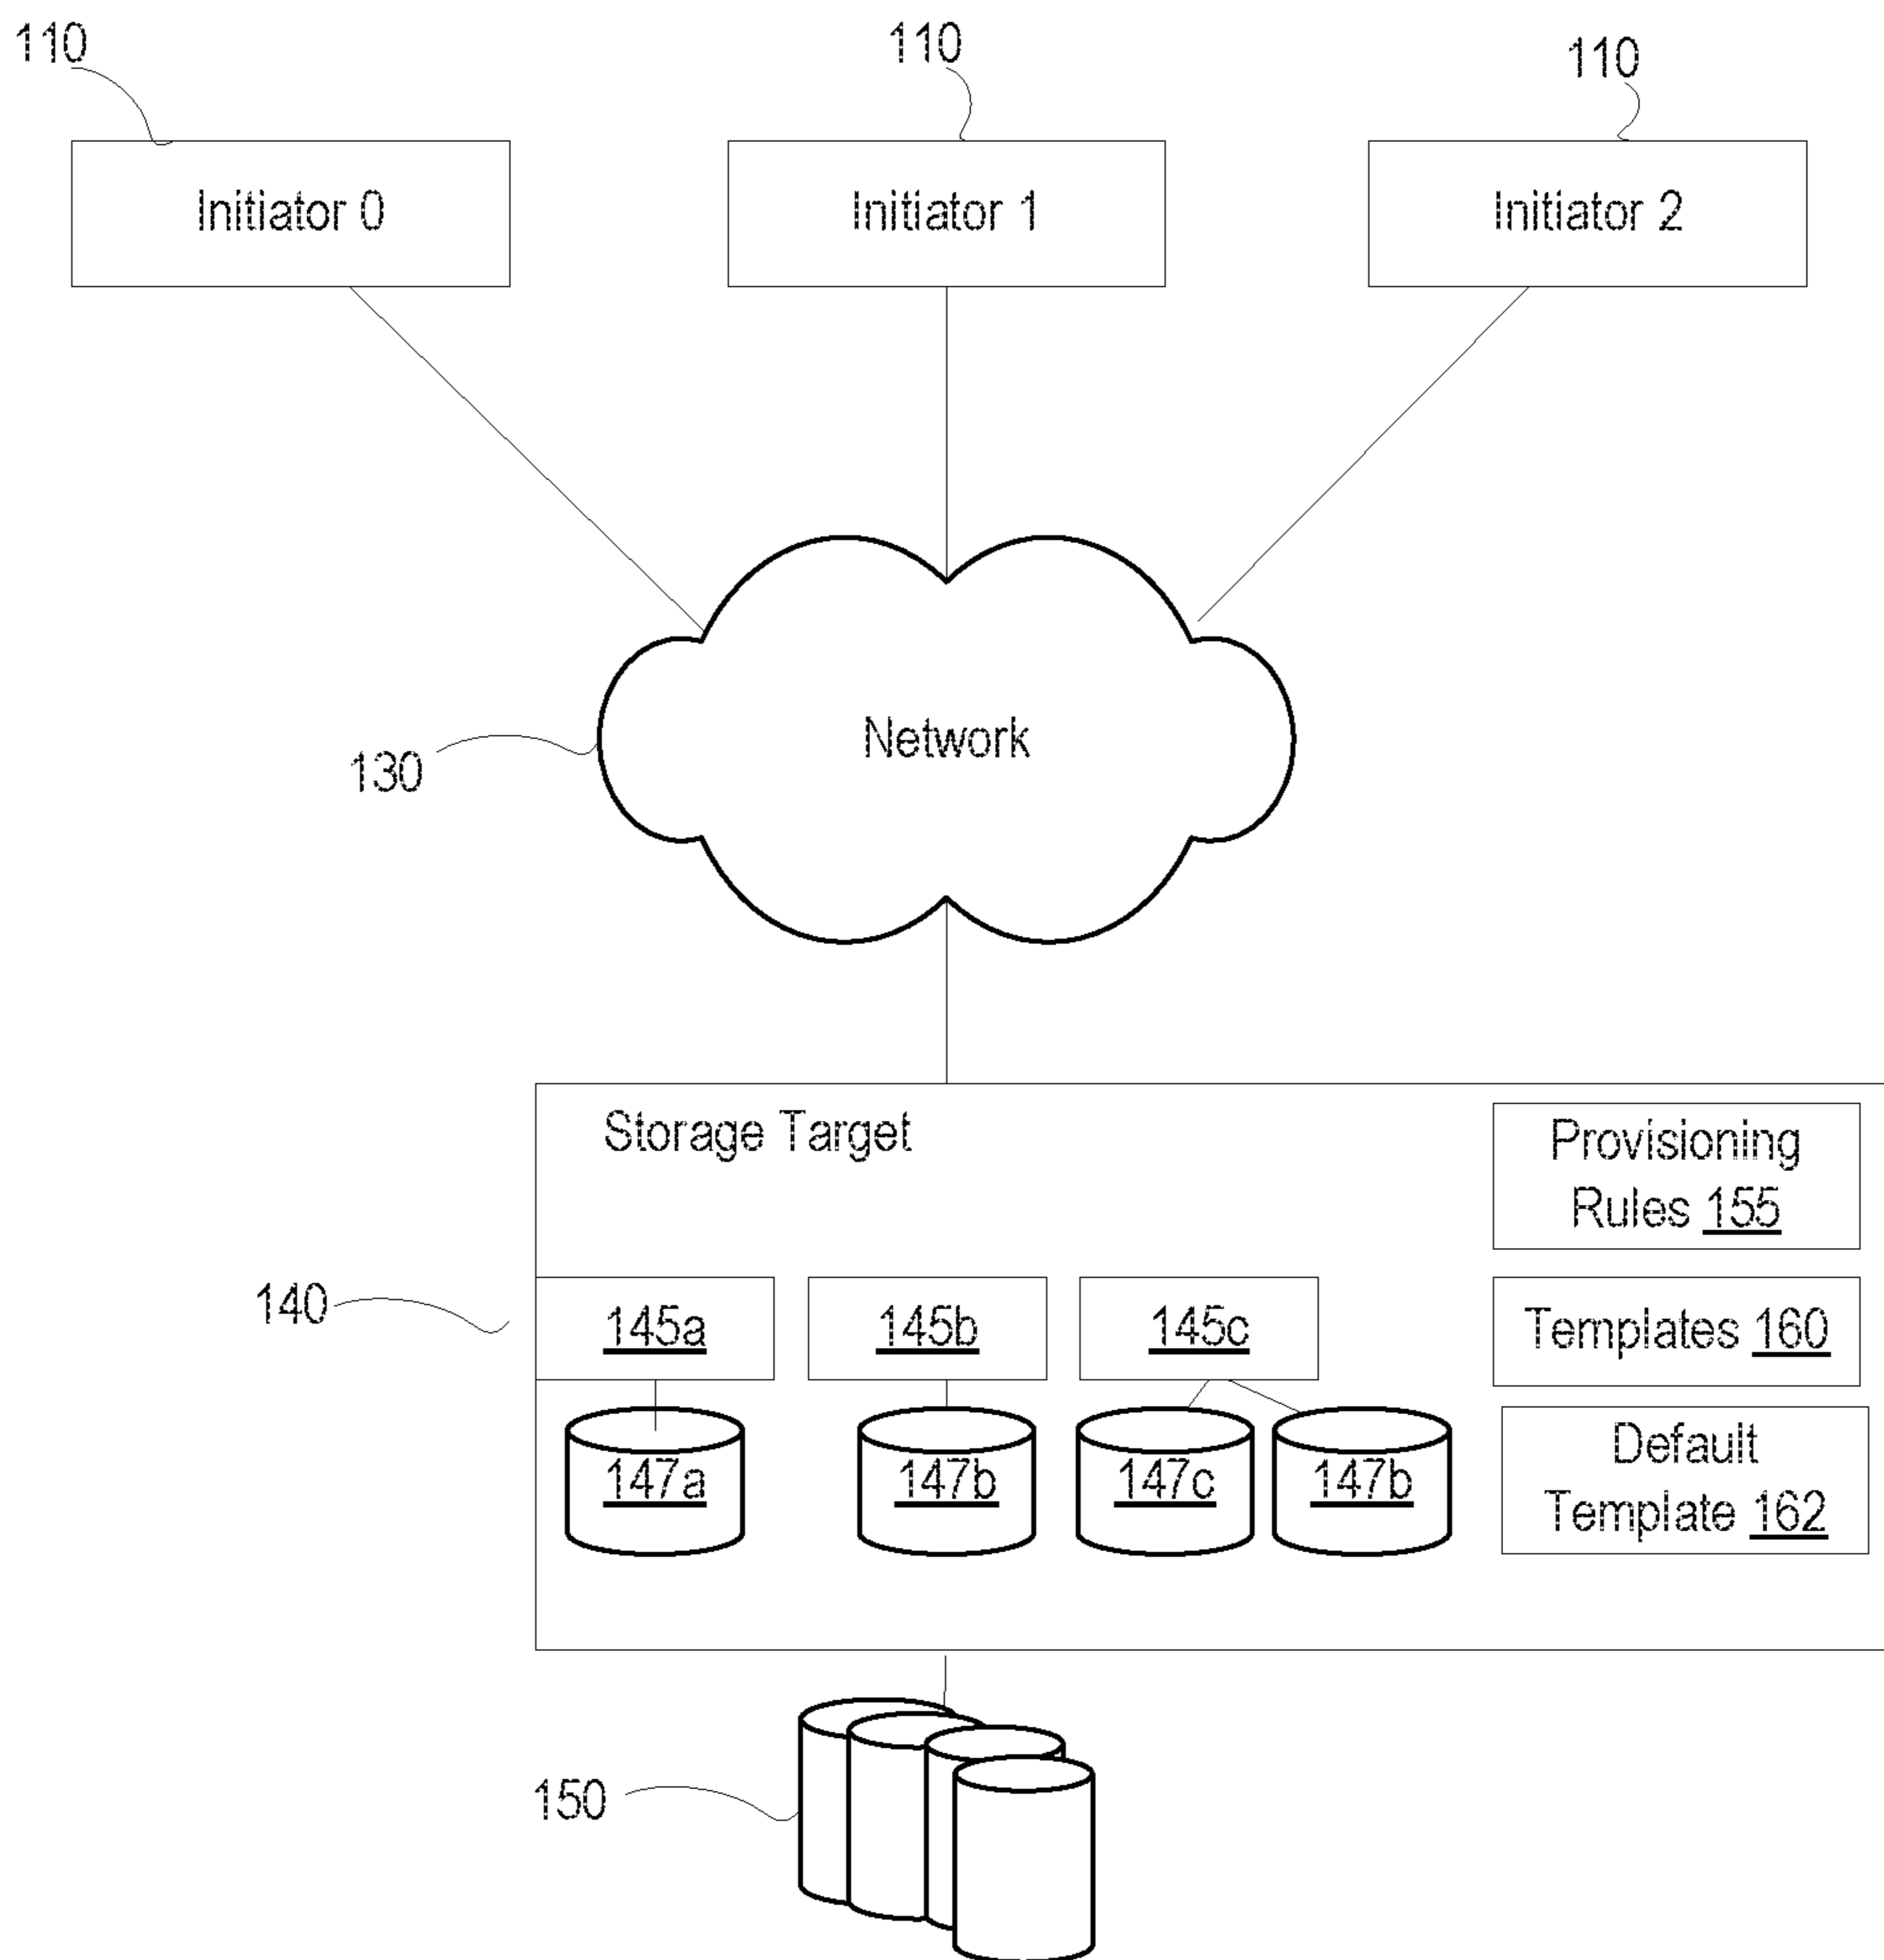 110
110
110
Initiator 0
Initiator 1
Initiator 2
Network
130
Storage Target
Provisioning
Rules 155
140
145a
145b
145c
Templates 160
147a
147b
147c
147b
Default
Template 162
150